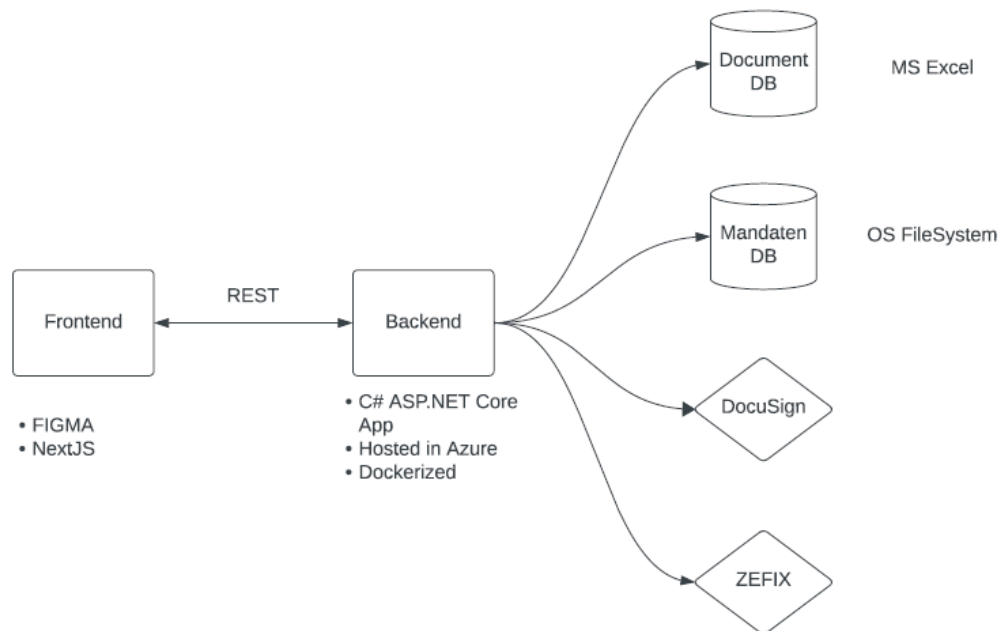 Document
DB
MS Excel
Mandaten
DB
OS FileSystem
REST
Frontend
Backend
• FIGMA
• NextJS
• C# ASP.NET Core
App
• Hosted in Azure
• Dockerized
DocuSign
ZEFIX